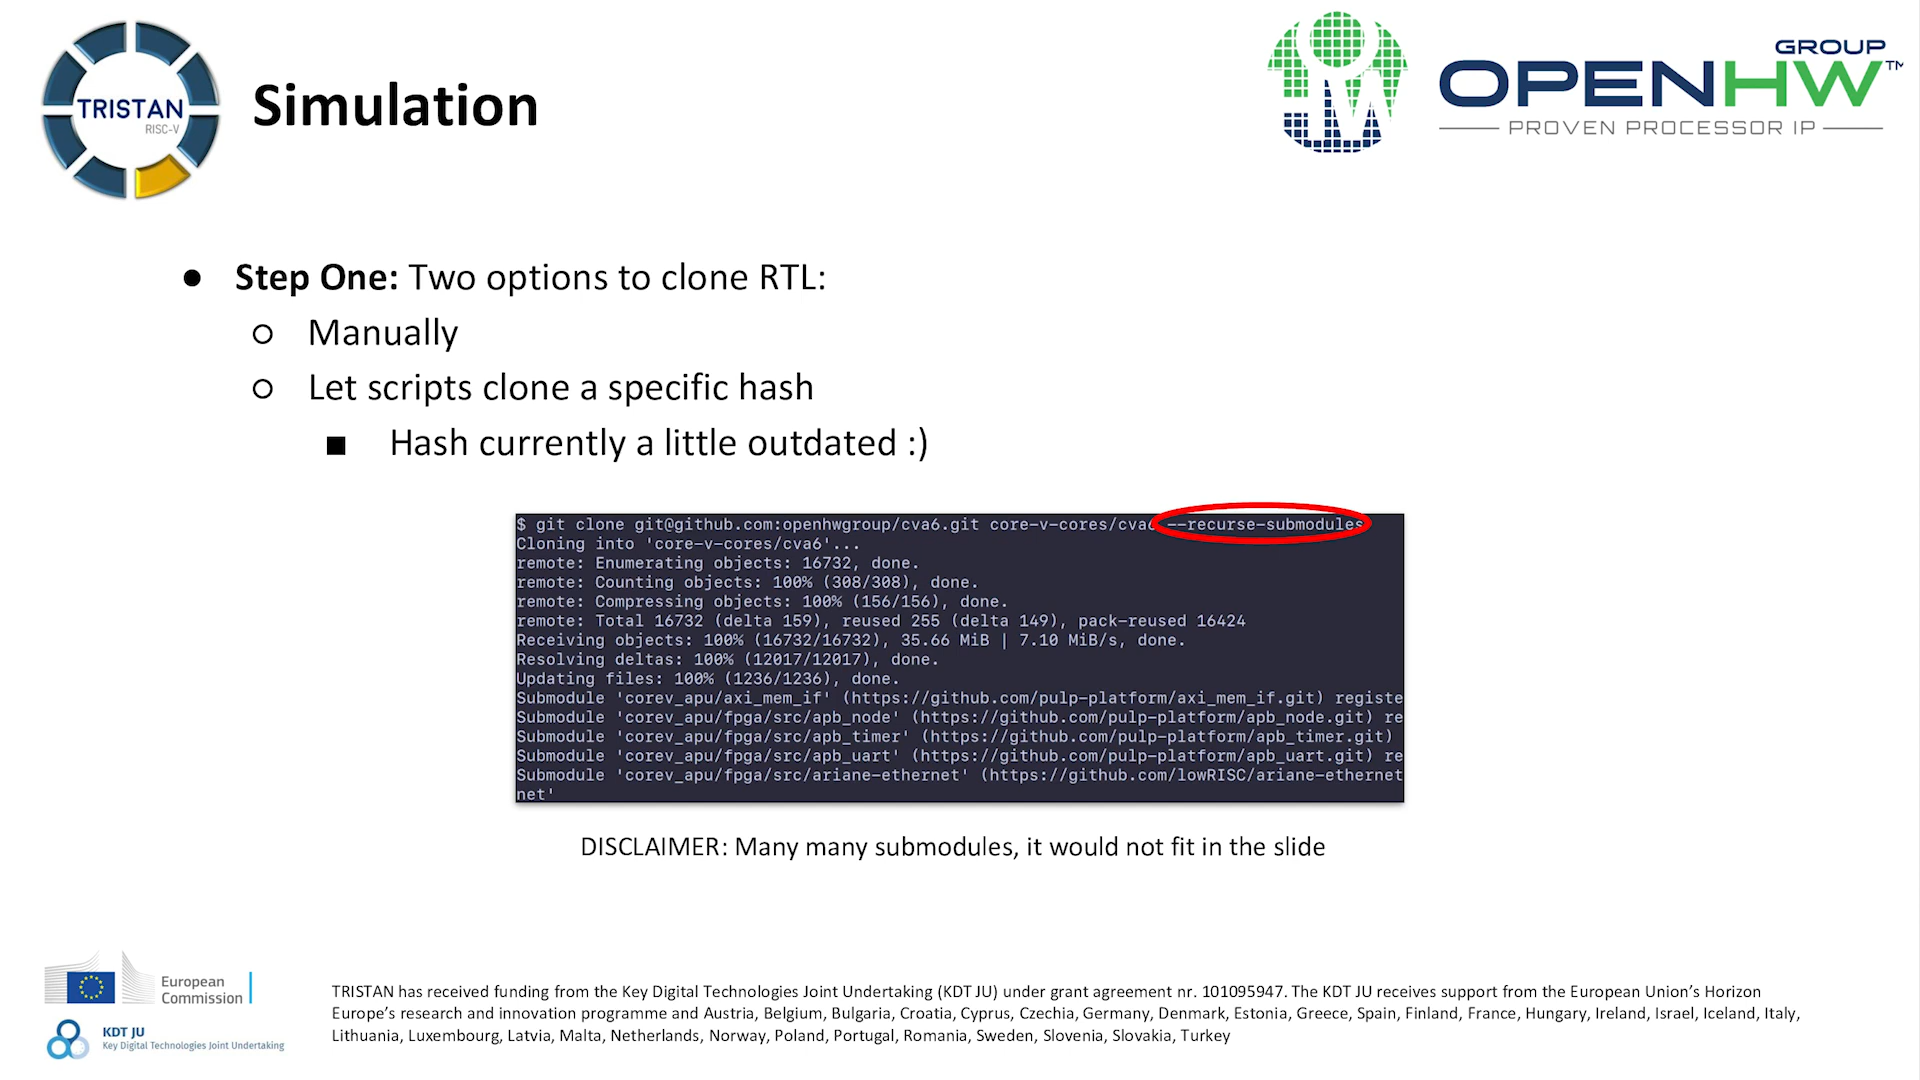 TRISTAN
RISC-V
Simulation
GROUP
OPENHW™
PROVEN PROCESSOR IP
● Step One: Two options to clone RTL:
○ Manually
○ Let scripts clone a specific hash
■ Hash currently a little outdated :)
$ git clone git@github.com:openhwgroup/cva6.git core-v-cores/cva6 --recurse-submodules
Cloning into 'core-v-cores/cva6'...
remote: Enumerating objects: 16732, done.
remote: Counting objects: 100% (308/308), done.
remote: Compressing objects: 100% (156/156), done.
remote: Total 16732 (delta 159), reused 255 (delta 149), pack-reused 16424
Receiving objects: 100% (16732/16732), 35.66 MiB | 7.10 MiB/s, done.
Resolving deltas: 100% (12017/12017), done.
Updating files: 100% (1236/1236), done.
Submodule 'corev_apu/axi_mem_if' (https://github.com/pulp-platform/axi_mem_if.git) registe
Submodule 'corev_apu/fpga/src/apb_node' (https://github.com/pulp-platform/apb_node.git) re
Submodule 'corev_apu/fpga/src/apb_timer' (https://github.com/pulp-platform/apb_timer.git)
Submodule 'corev_apu/fpga/src/apb_uart' (https://github.com/pulp-platform/apb_uart.git) re
Submodule 'corev_apu/fpga/src/ariane-ethernet' (https://github.com/lowRISC/ariane-ethernet
net'
DISCLAIMER: Many many submodules, it would not fit in the slide
European
Commission
KDT JU
Key Digital Technologies Joint Undertaking
TRISTAN has received funding from the Key Digital Technologies Joint Undertaking (KDT JU) under grant agreement nr. 101095947. The KDT JU receives support from the European Union's Horizon
Europe's research and innovation programme and Austria, Belgium, Bulgaria, Croatia, Cyprus, Czechia, Germany, Denmark, Estonia, Greece, Spain, Finland, France, Hungary, Ireland, Israel, Iceland, Italy,
Lithuania, Luxembourg, Latvia, Malta, Netherlands, Norway, Poland, Portugal, Romania, Sweden, Slovenia, Slovakia, Turkey